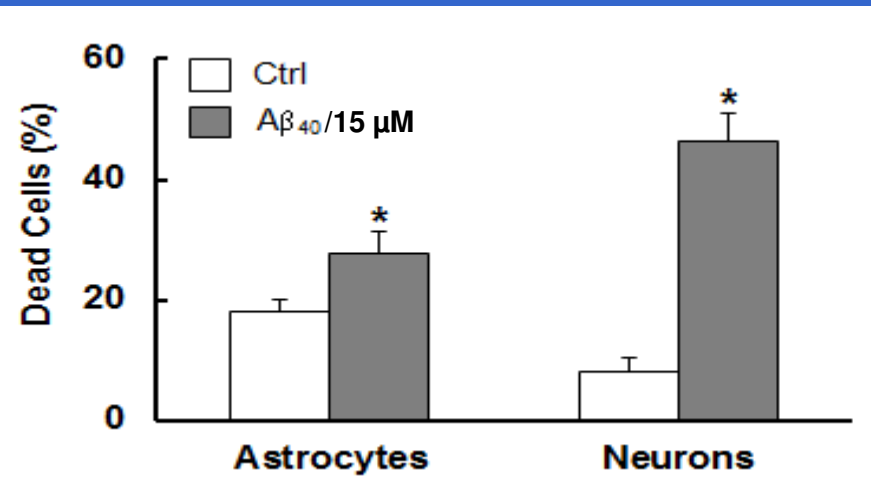 60
Ctrl
Aβ40/15 µM
*
40
*
20
0
Dead Cells (%)
Astrocytes Neurons